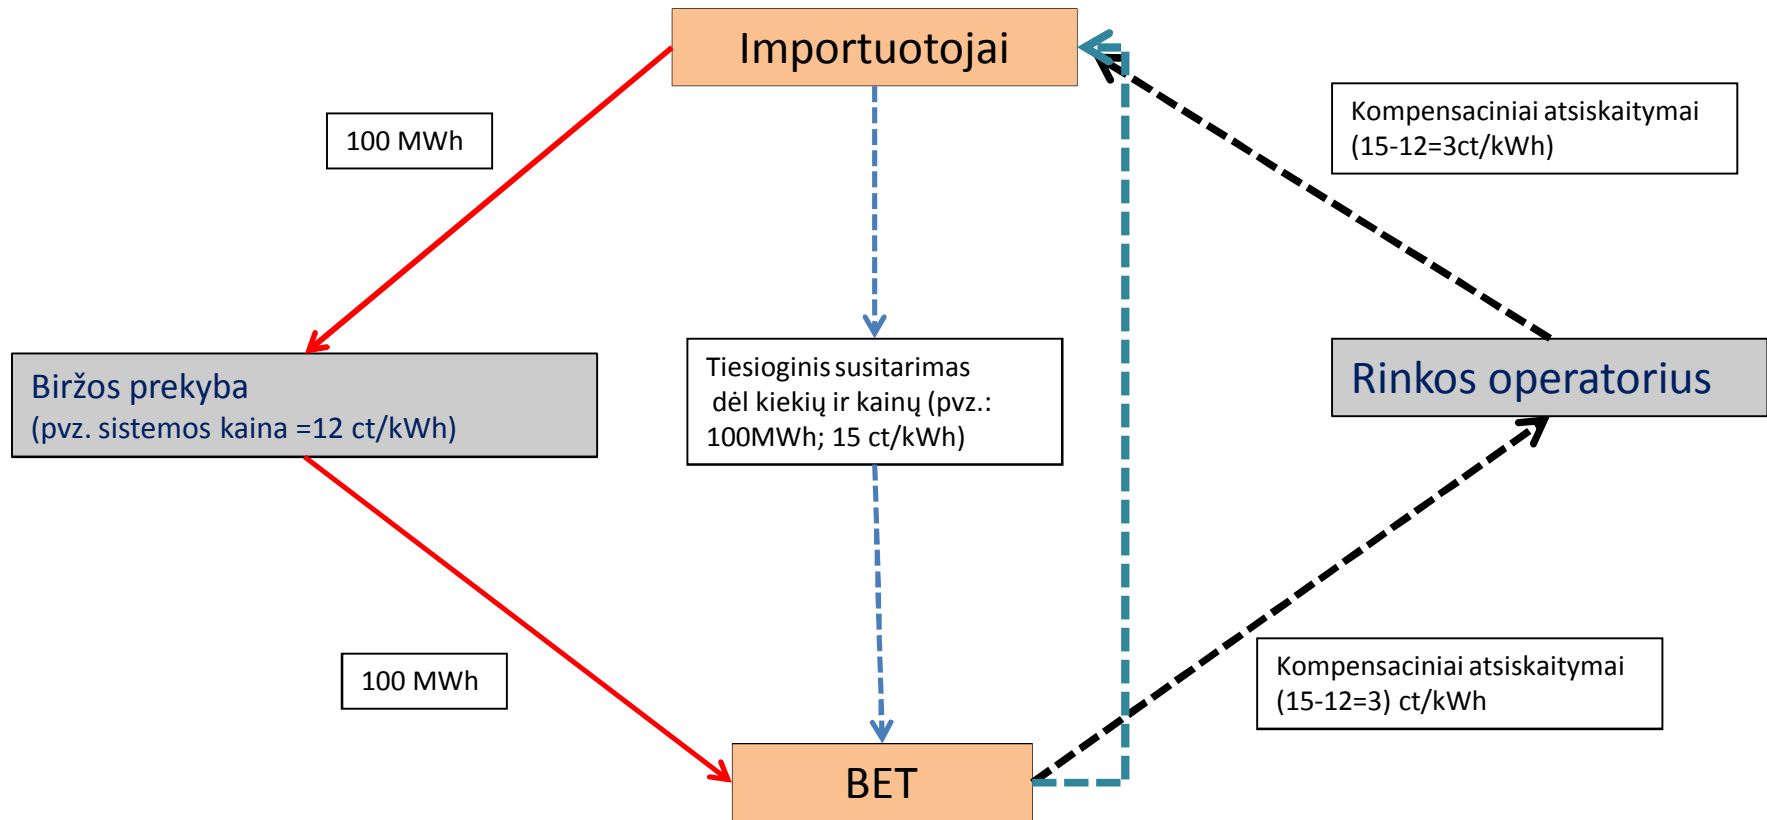 Importuotojai
100 MWh
Kompensaciniai atsiskaitymai
(15-12=3ct/kWh)
Biržos prekyba
(pvz. sistemos kaina =12 ct/kWh)
Tiesioginis susitarimas
dėl kiekių ir kainų (pvz.:
100MWh; 15 ct/kWh)
Rinkos operatorius
100 MWh
Kompensaciniai atsiskaitymai
(15-12=3) ct/kWh
BET